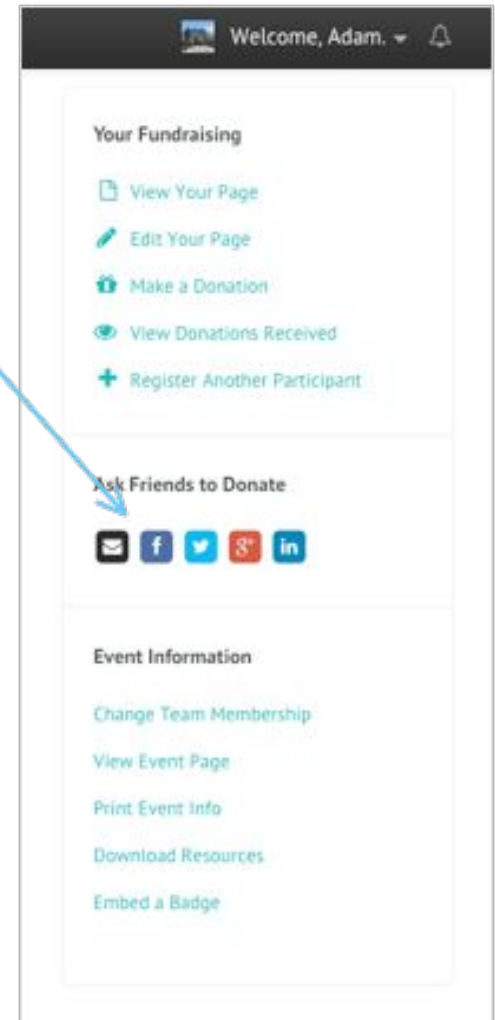 Welcome, Adam.
Your Fundraising
View Your Page
Edit Your Page
Make a Donation
View Donations Received
Register Another Participant
Ask Friends to Donate
f g+ in
Event Information
Change Team Membership
View Event Page
Print Event Info
Download Resources
Embed a Badge